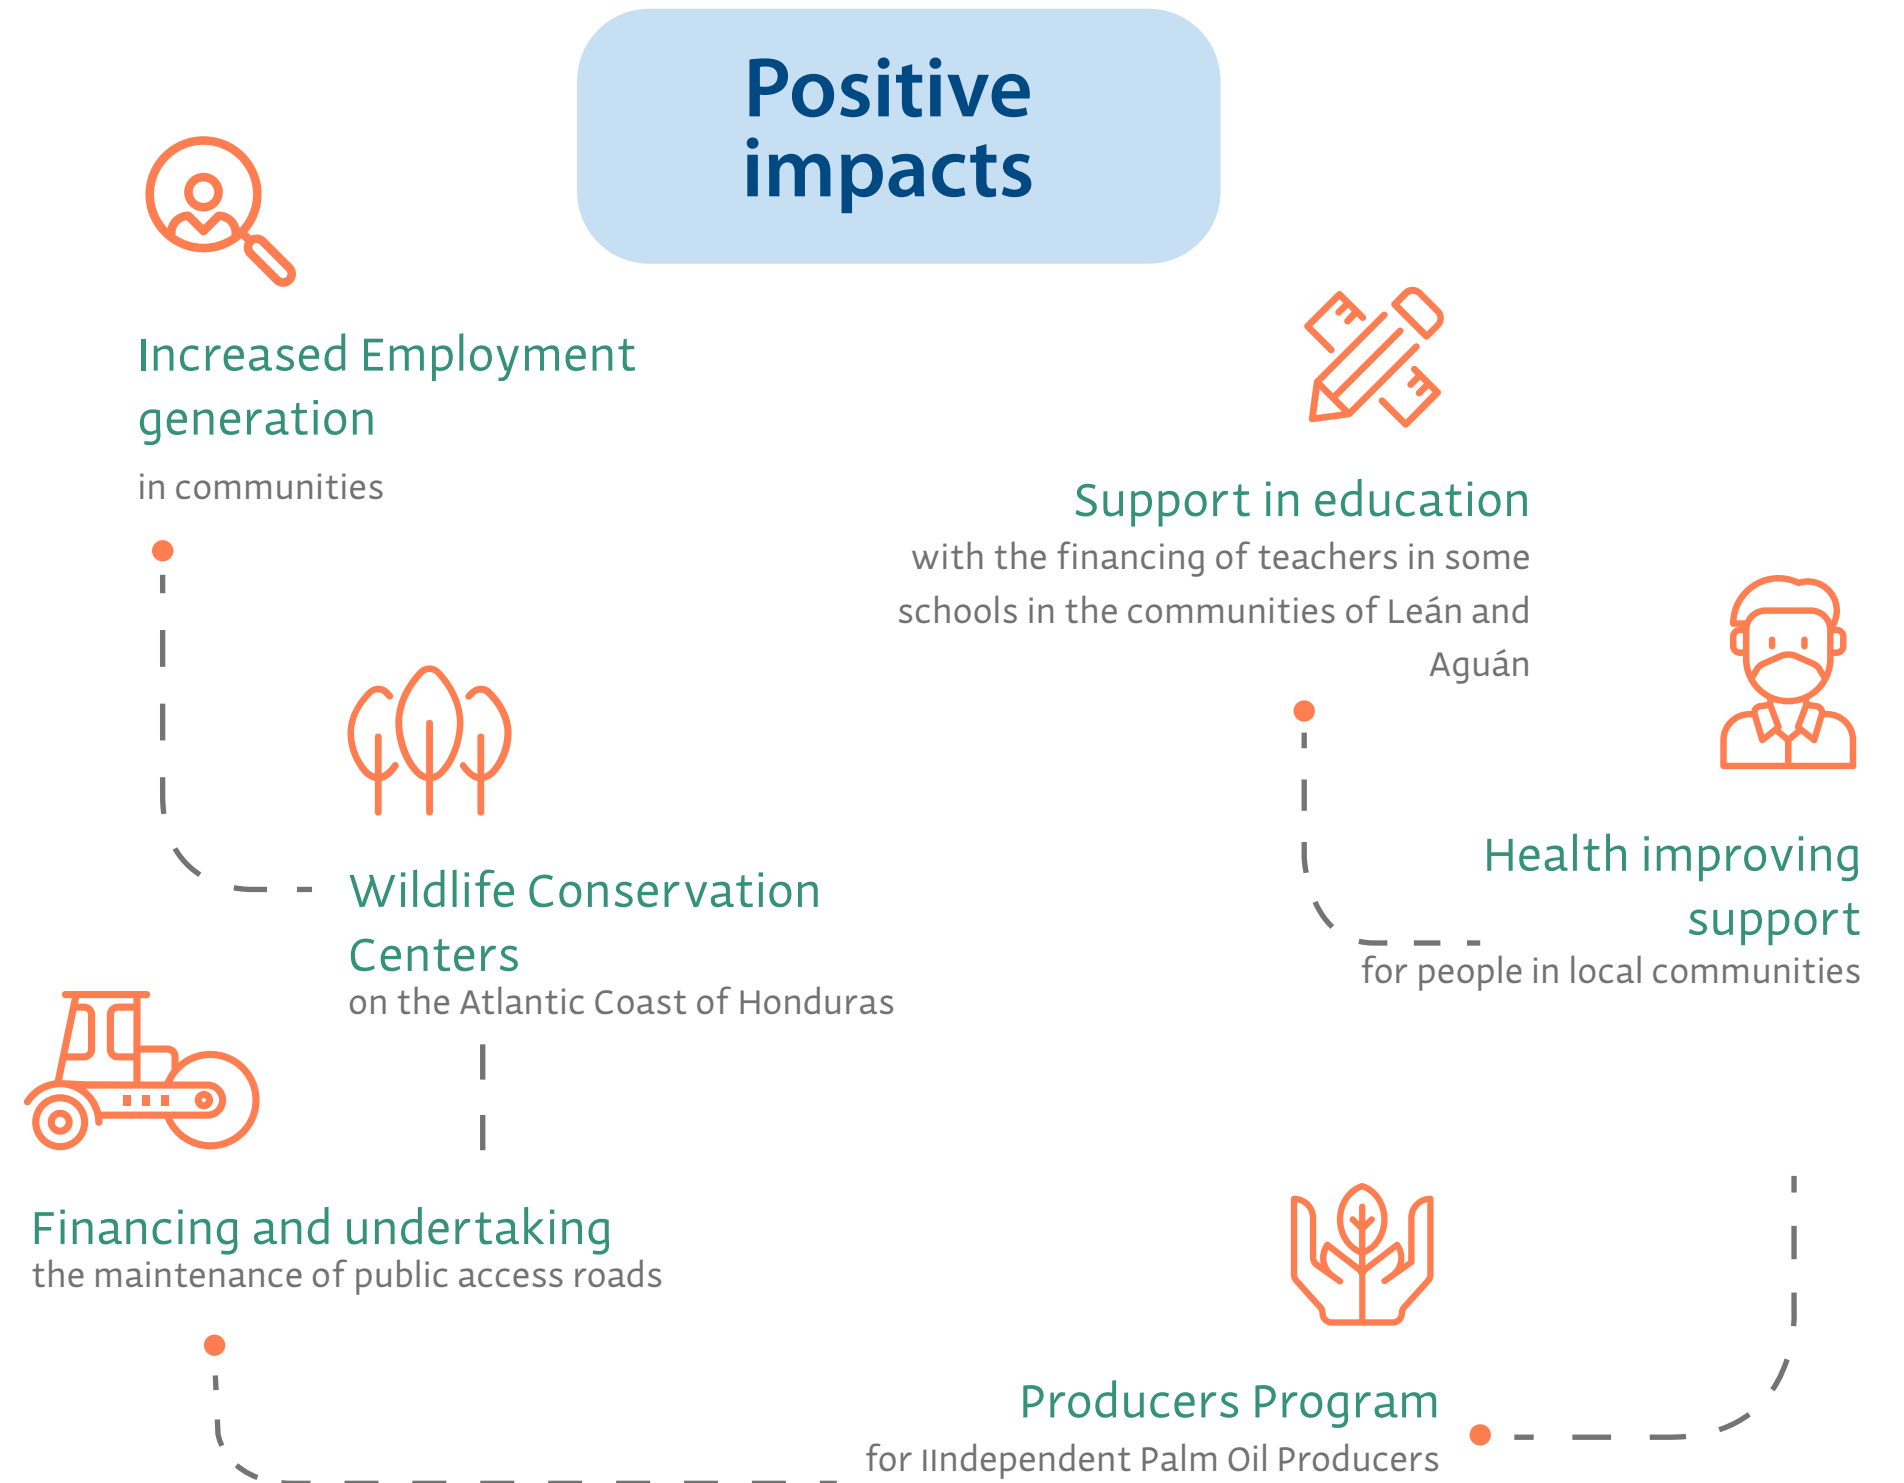 Positive
impacts
Increased Employment
generation
in communities
Support in education
with the financing of teachers in some
schools in the communities of Leán and
Aguán
Wildlife Conservation
Centers
on the Atlantic Coast of Honduras
Health improving
support
for people in local communities
Financing and undertaking
the maintenance of public access roads
Producers Program
for IIndependent Palm Oil Producers